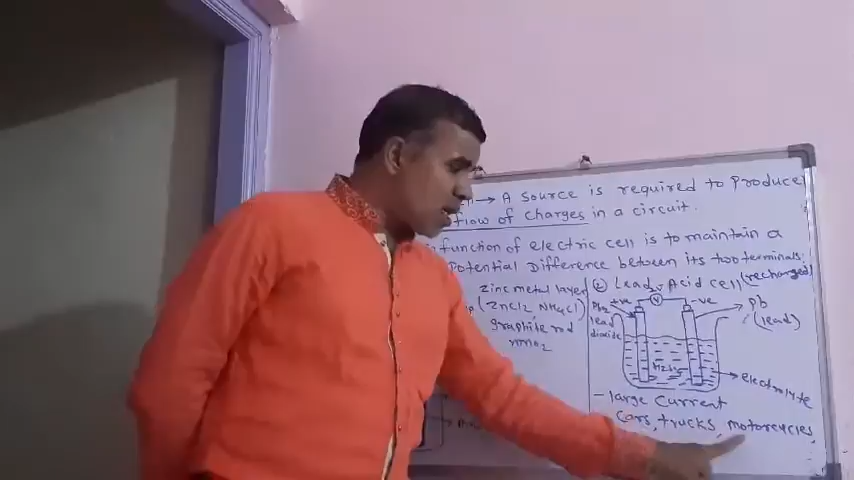 → A source is required to produce
flow of charges in a circuit.
function of electric cell is to maintain a
Potential difference between its two terminals.
zinc metal layer
(ZnCl2, NH4Cl)
graphite rod
mno2
② Lead-Acid cell (recharged)
+ve V -ve
pb
(lead)
Pbo2
lead
dioxide
H2SO4
electrolyte
- large current
cars, trucks, motorcycles,